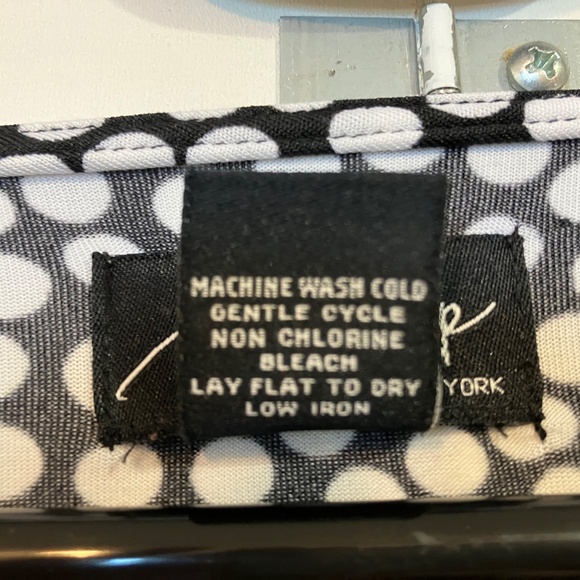 MACHINE WASH COLD
GENTLE CYCLE
NON CHLORINE
BLEACH
LAY FLAT TO DRY
LOW IRON
YORK